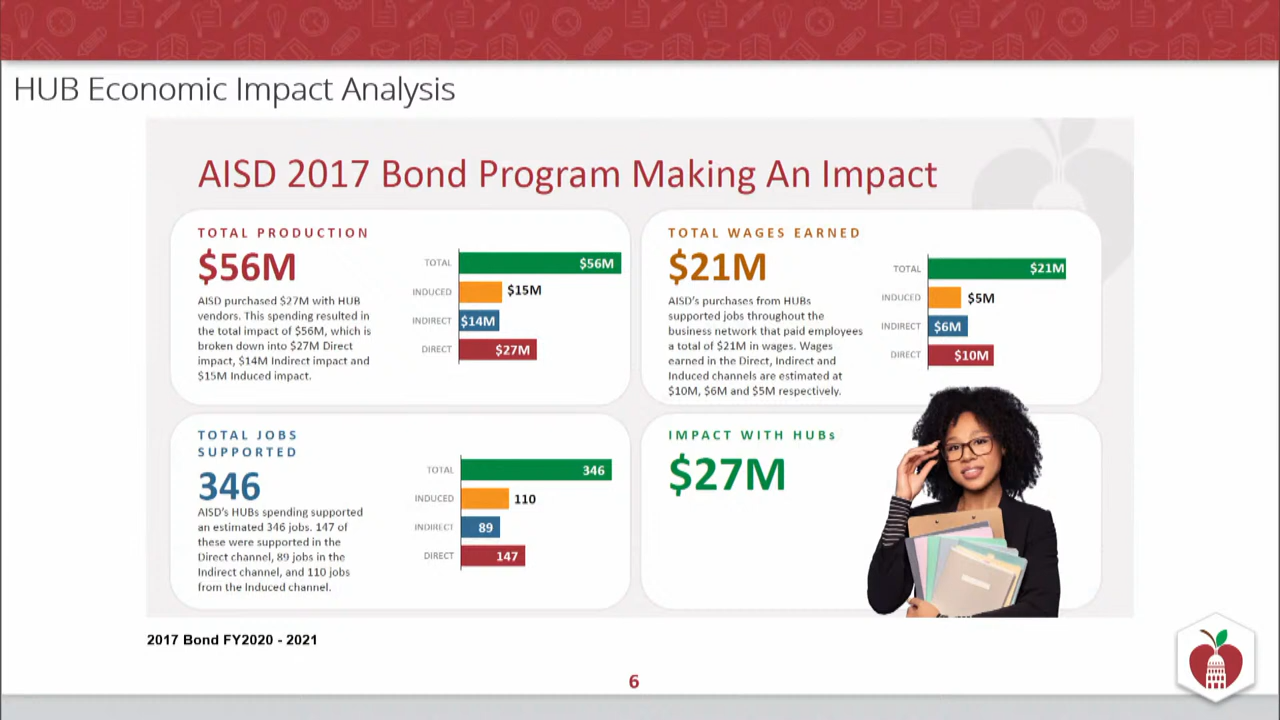 HUB Economic Impact Analysis
AISD 2017 Bond Program Making An Impact
TOTAL PRODUCTION
$56M
AISD purchased $27M with HUB
vendors. This spending resulted in
the total impact of $56M, which is
broken down into $27M Direct
impact, $14M Indirect impact and
$15M Induced impact.
TOTAL
$56M
INDUCED
$15M
INDIRECT
$14M
DIRECT
$27M
TOTAL WAGES EARNED
$21M
AISD's purchases from HUBs
supported jobs throughout the
business network that paid employees
a total of $21M in wages. Wages
earned in the Direct, Indirect and
Induced channels are estimated at
$10M, $6M and $5M respectively.
TOTAL
$21M
INDUCED
$5M
INDIRECT
$6M
DIRECT
$10M
TOTAL JOBS
SUPPORTED
346
AISD's HUBs spending supported
an estimated 346 jobs. 147 of
these were supported in the
Direct channel, 89 jobs in the
Indirect channel, and 110 jobs
from the Induced channel.
TOTAL
346
INDUCED
110
INDIRECT
89
DIRECT
147
IMPACT WITH HUBs
$27M
2017 Bond FY2020 - 2021
6